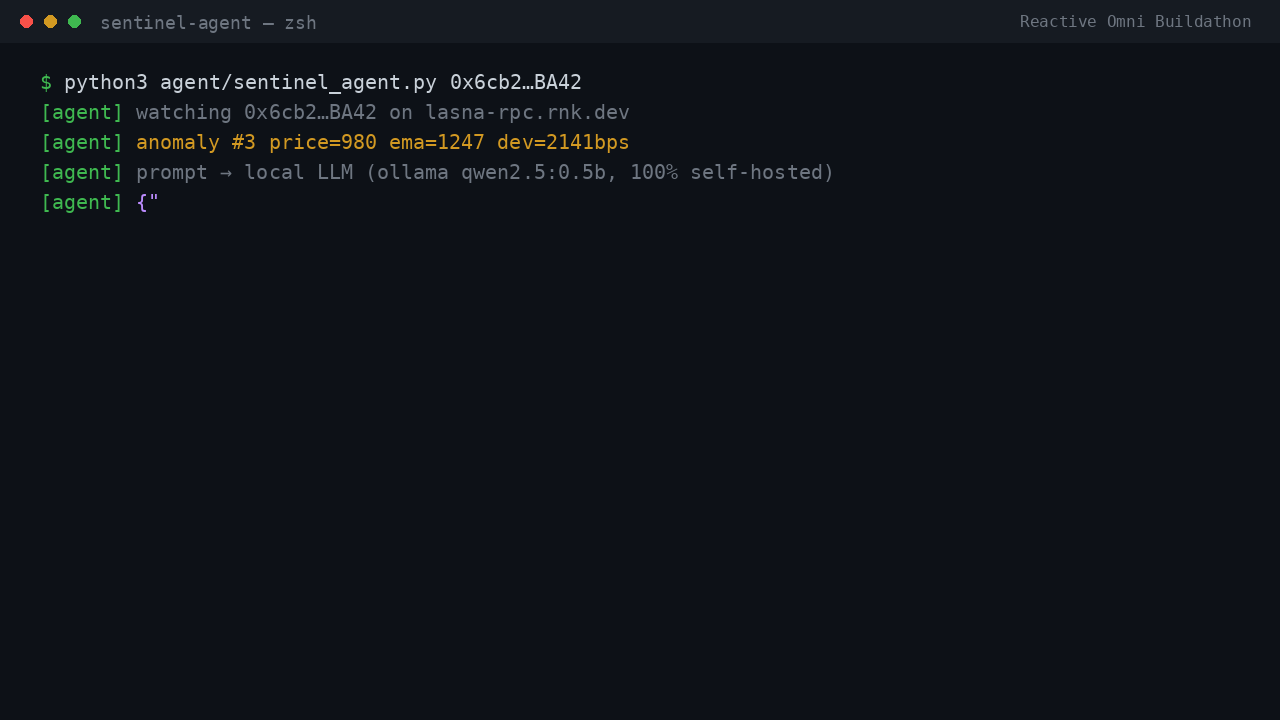 sentinel-agent — zsh
Reactive Omni Buildathon
$ python3 agent/sentinel_agent.py 0x6cb2…BA42
[agent] watching 0x6cb2…BA42 on lasna-rpc.rnk.dev
[agent] anomaly #3 price=980 ema=1247 dev=2141bps
[agent] prompt → local LLM (ollama qwen2.5:0.5b, 100% self-hosted)
[agent] {"